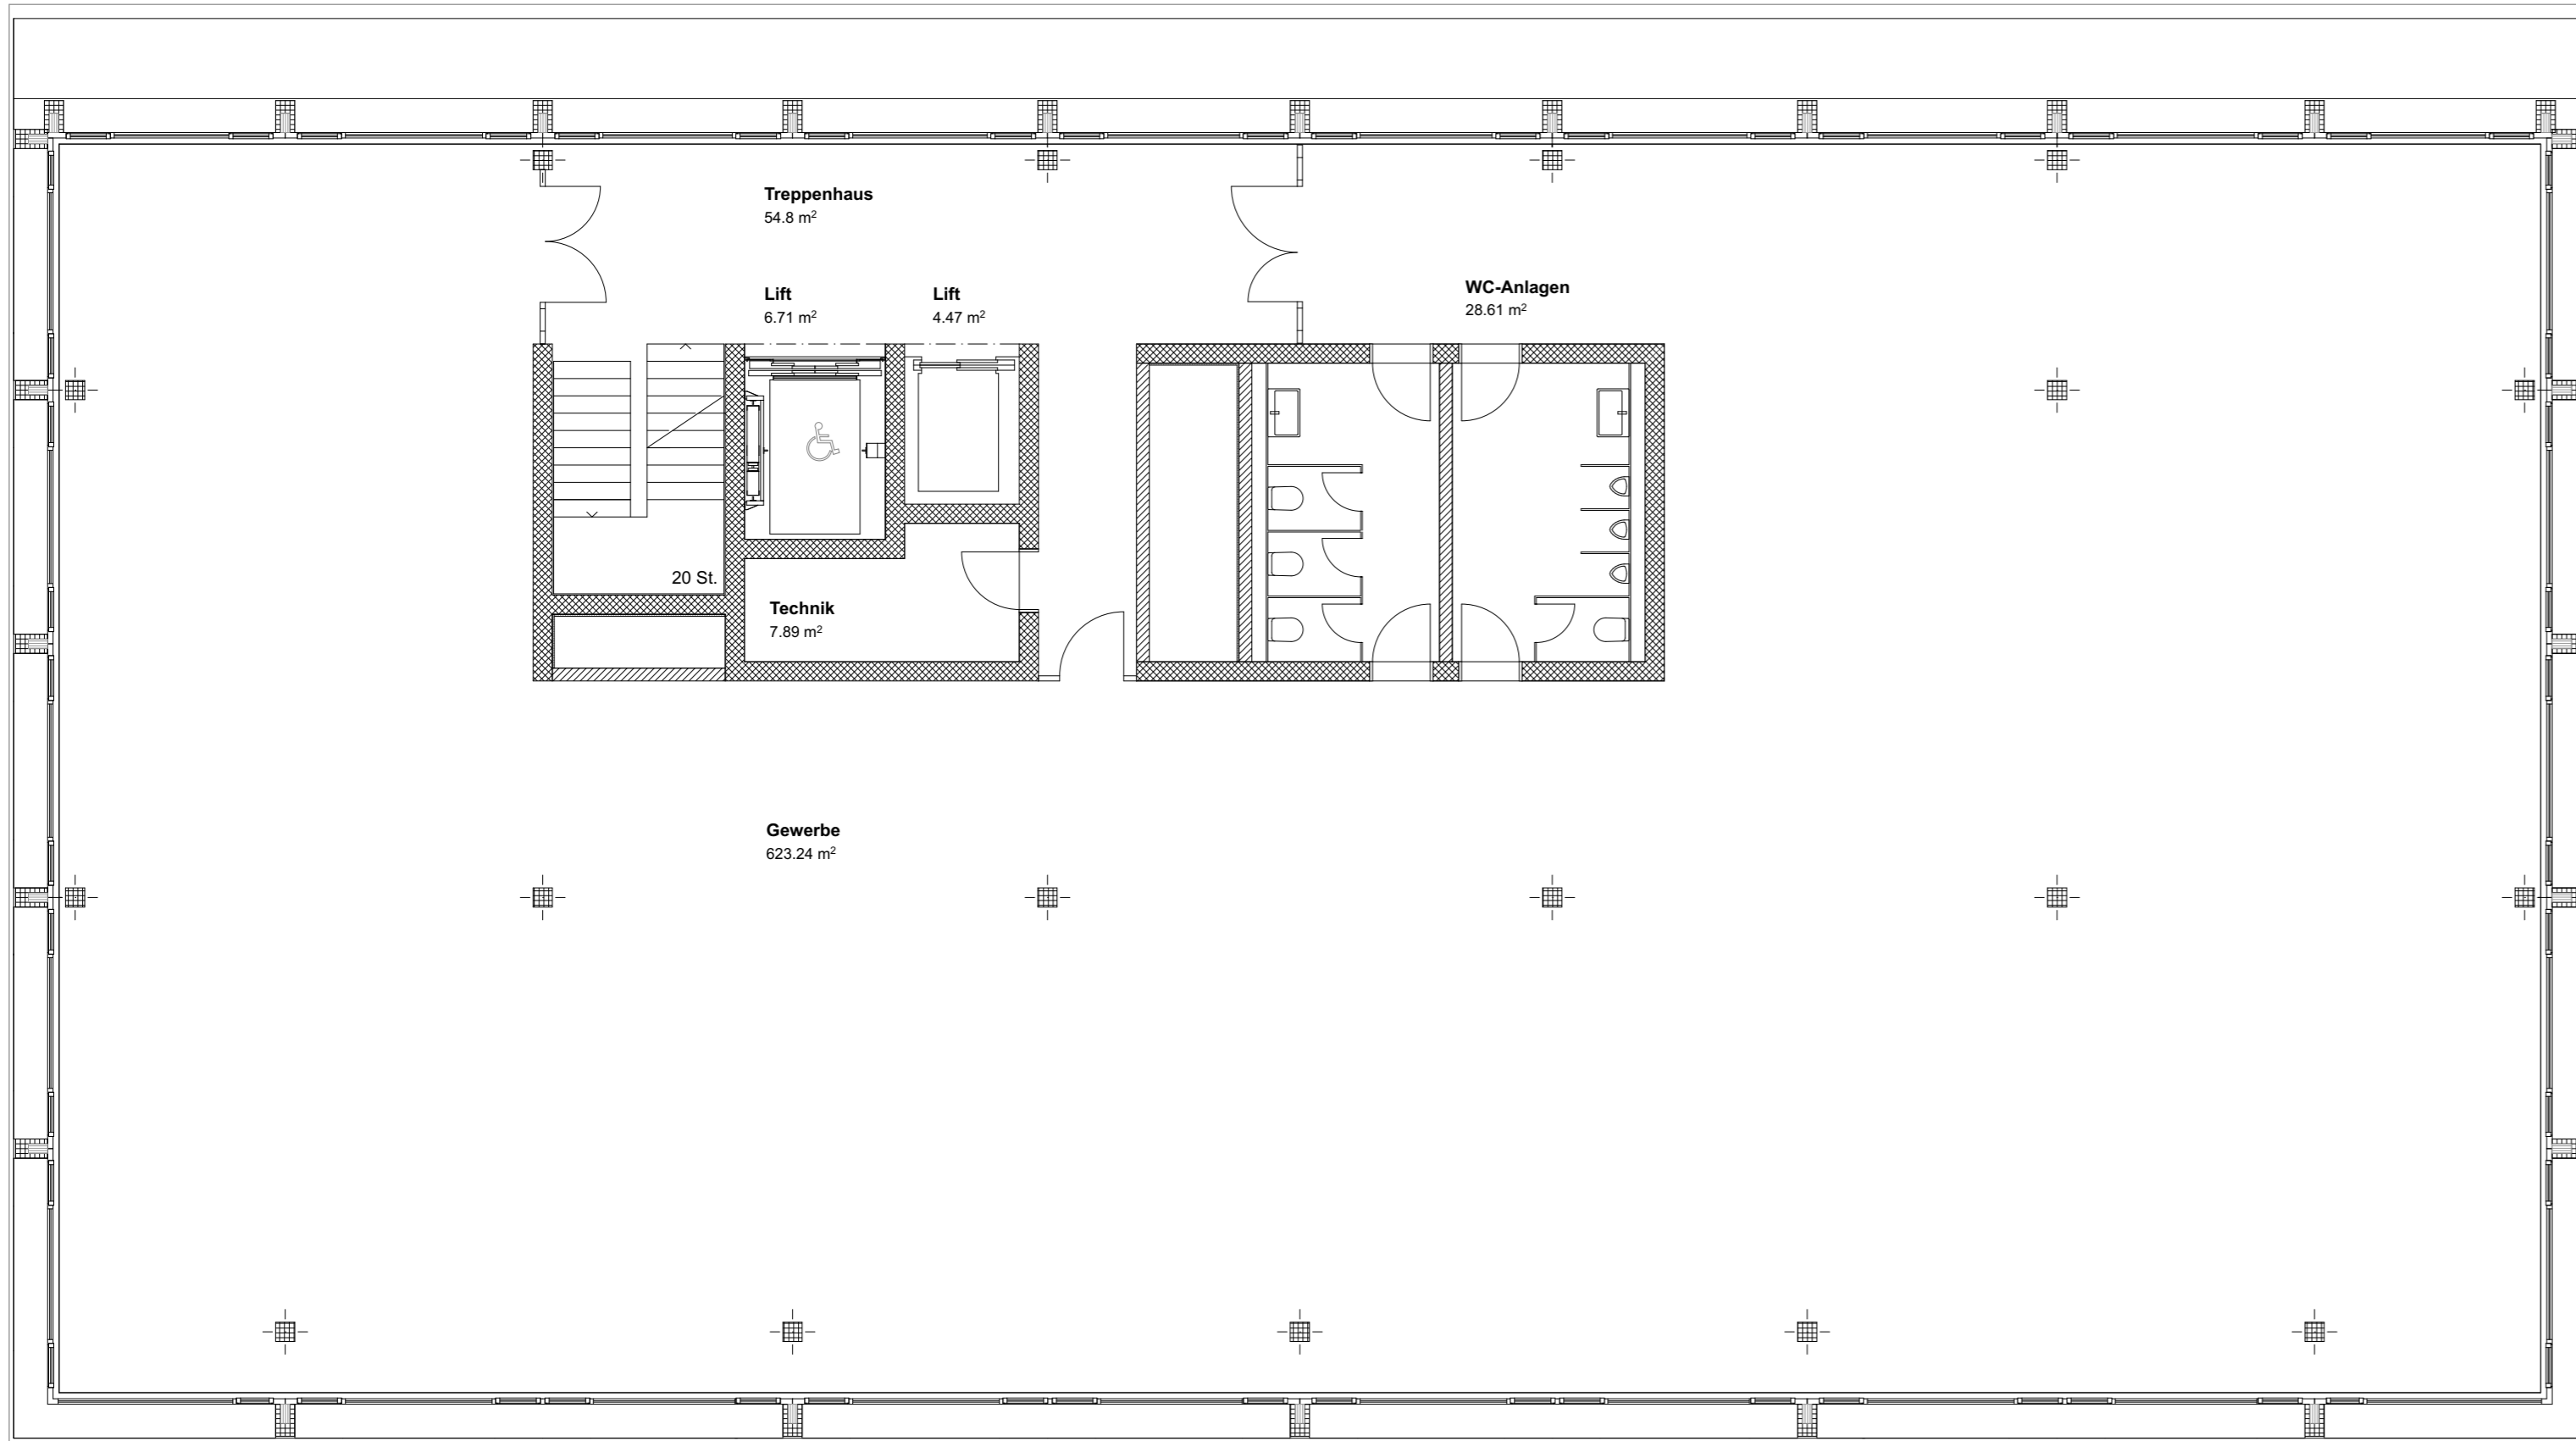 Treppenhaus
54.8 m²
Lift
6.71 m²
Lift
4.47 m²
WC-Anlagen
28.61 m²
20 St.
Technik
7.89 m²
Gewerbe
623.24 m²